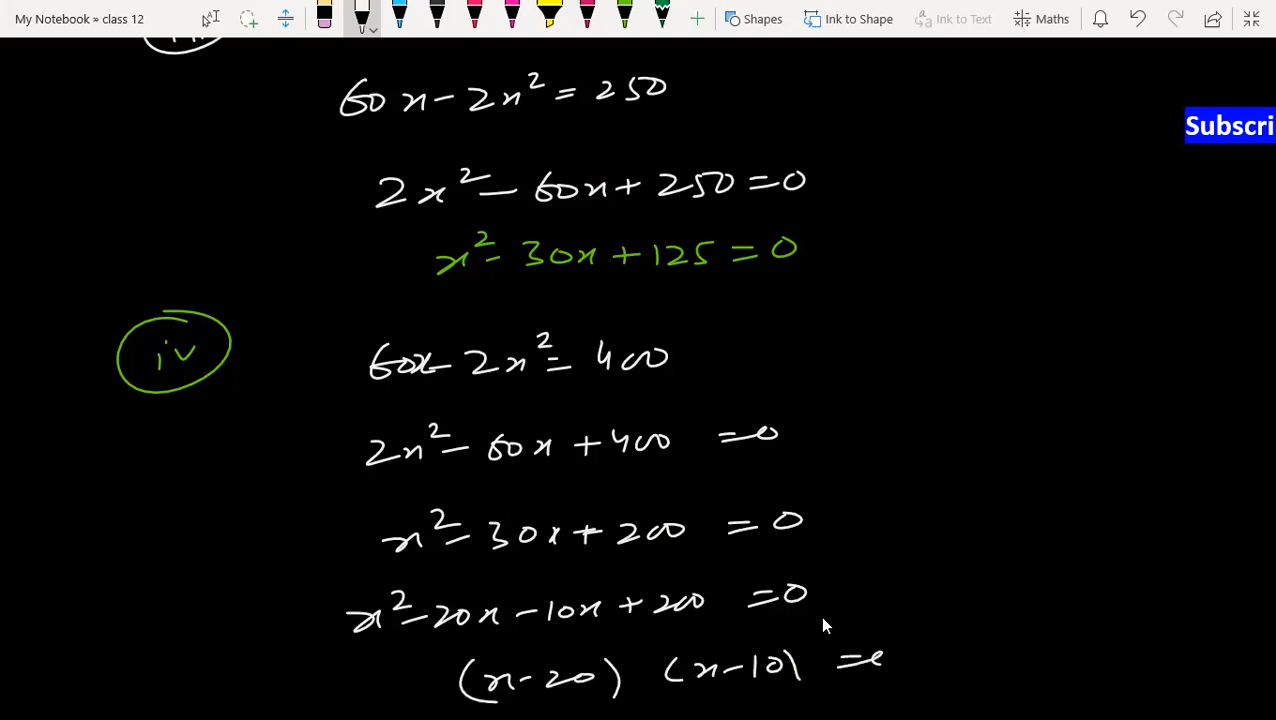 My Notebook » class 12
Shapes
Ink to Shape
Ink to Text
Maths
60x - 2x² = 250
Subscri
2x² - 60x + 250 = 0
x² - 30x + 125 = 0
iv
60x - 2x² = 400
2x² - 60x + 400 = 0
x² - 30x + 200 = 0
x² - 20x - 10x + 200 = 0
(x - 20) (x - 10) = 0